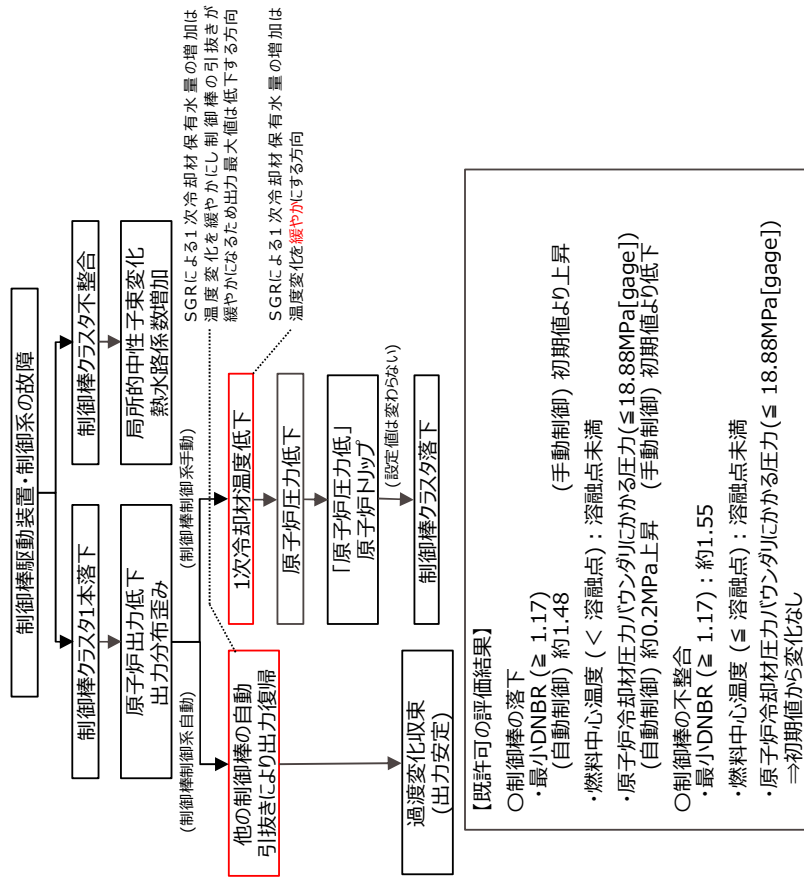 制御棒駆動装置・制御系の故障
制御棒クラスタ1本落下
制御棒クラスタ不整合
原子炉出力低下
出力分布歪み
局所的中性子束変化
熱水路係数増加
(制御棒制御系自動)
(制御棒制御系手動)
他の制御棒の自動
引抜きにより出力復帰
1次冷却材温度低下
原子炉圧力低下
「原子炉圧力低」
原子炉トリップ
(設定値は変わらない)
制御棒クラスタ落下
過渡変化収束
(出力安定)
SGRによる1次冷却材保有水量の増加は
温度変化を緩やかにし制御棒の引抜きが
緩やかになるため出力最大値は低下する方向
SGRによる1次冷却材保有水量の増加は
温度変化を緩やかにする方向
【既許可の評価結果】
○制御棒の落下
・最小DNBR (≧ 1.17)
(自動制御) 約1.48 (手動制御) 初期値より上昇
・燃料中心温度 (< 溶融点) : 溶融点未満
・原子炉冷却材圧力バウンダリにかかる圧力(≦18.88MPa[gage])
(自動制御) 約0.2MPa上昇 (手動制御) 初期値より低下
○制御棒の不整合
・最小DNBR (≧ 1.17) : 約1.55
・燃料中心温度 (≦ 溶融点) : 溶融点未満
・原子炉冷却材圧力バウンダリにかかる圧力(≦ 18.88MPa[gage])
⇒初期値から変化なし